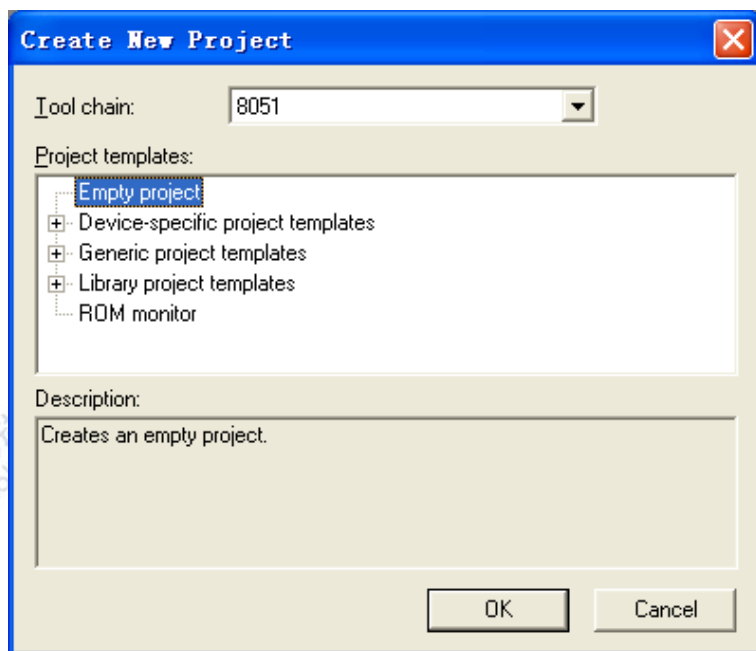 Create New Project
Tool chain:
8051
Project templates:
Empty project
Device-specific project templates
Generic project templates
Library project templates
ROM monitor
Description:
Creates an empty project.
OK
Cancel